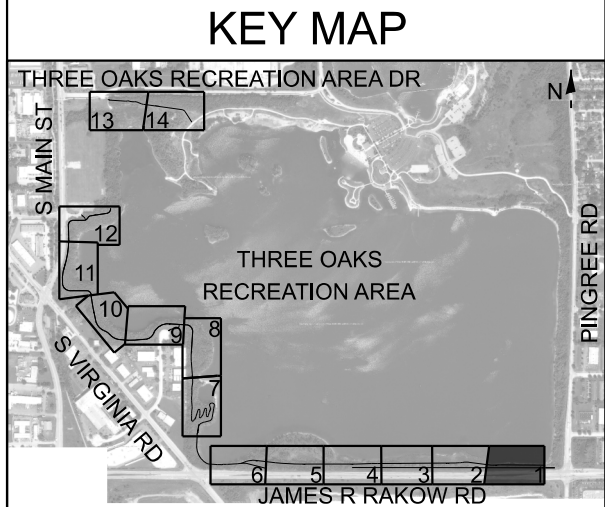 KEY MAP
THREE OAKS RECREATION AREA DR
N
S MAIN ST
13
14
12
11
10
9
8
7
THREE OAKS
RECREATION AREA
PINGREE RD
S VIRGINIA RD
6
5
4
3
2
1
JAMES R RAKOW RD